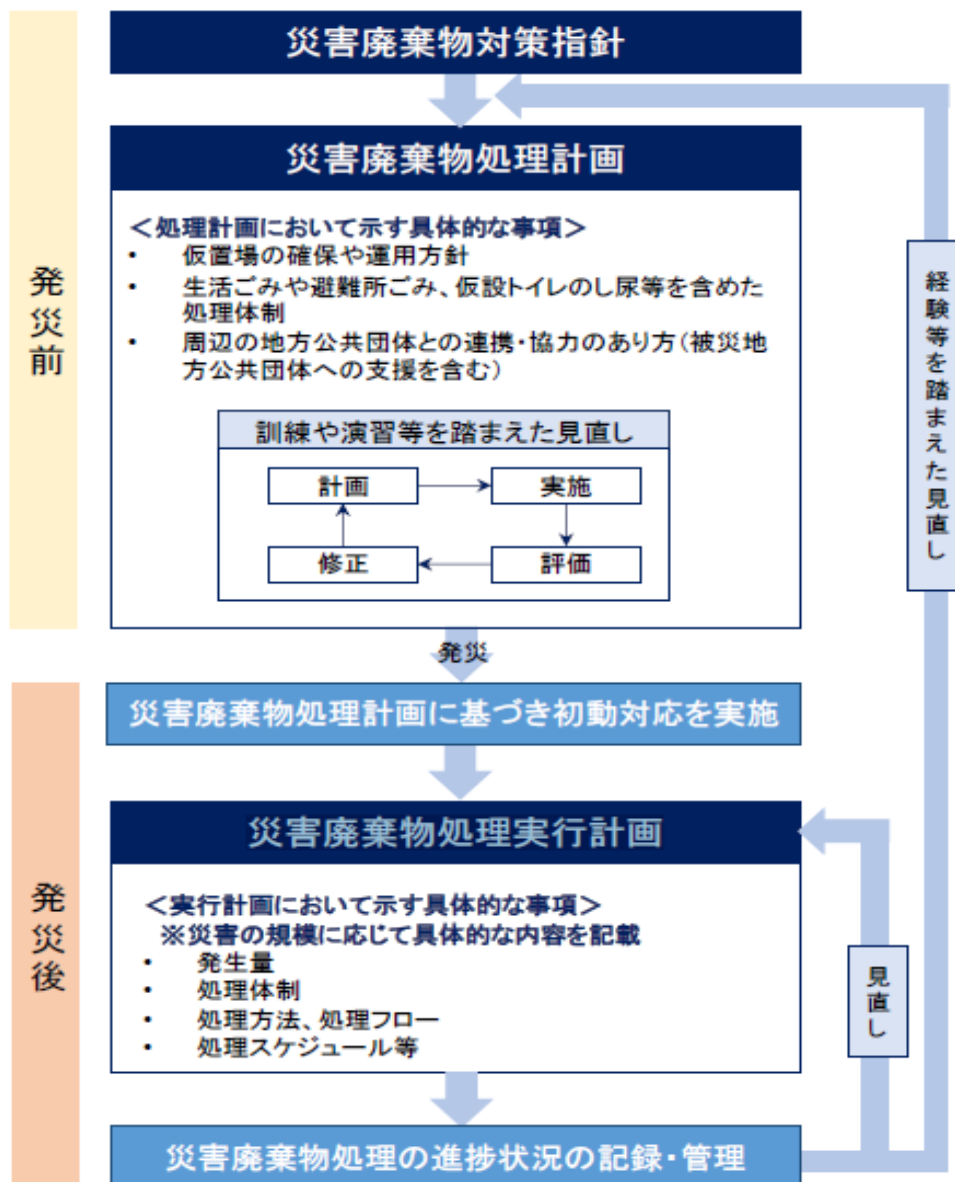 災害廃棄物対策指針
発災前
災害廃棄物処理計画
＜処理計画において示す具体的な事項＞
• 仮置場の確保や運用方針
• 生活ごみや避難所ごみ、仮設トイレのし尿等を含めた
処理体制
• 周辺の地方公共団体との連携・協力のあり方（被災地
方公共団体への支援を含む）
訓練や演習等を踏まえた見直し
計画
実施
修正
評価
経験等を踏まえた見直し
発災
発災後
災害廃棄物処理計画に基づき初動対応を実施
災害廃棄物処理実行計画
＜実行計画において示す具体的な事項＞
※災害の規模に応じて具体的な内容を記載
• 発生量
• 処理体制
• 処理方法、処理フロー
• 処理スケジュール等
見直し
災害廃棄物処理の進捗状況の記録・管理